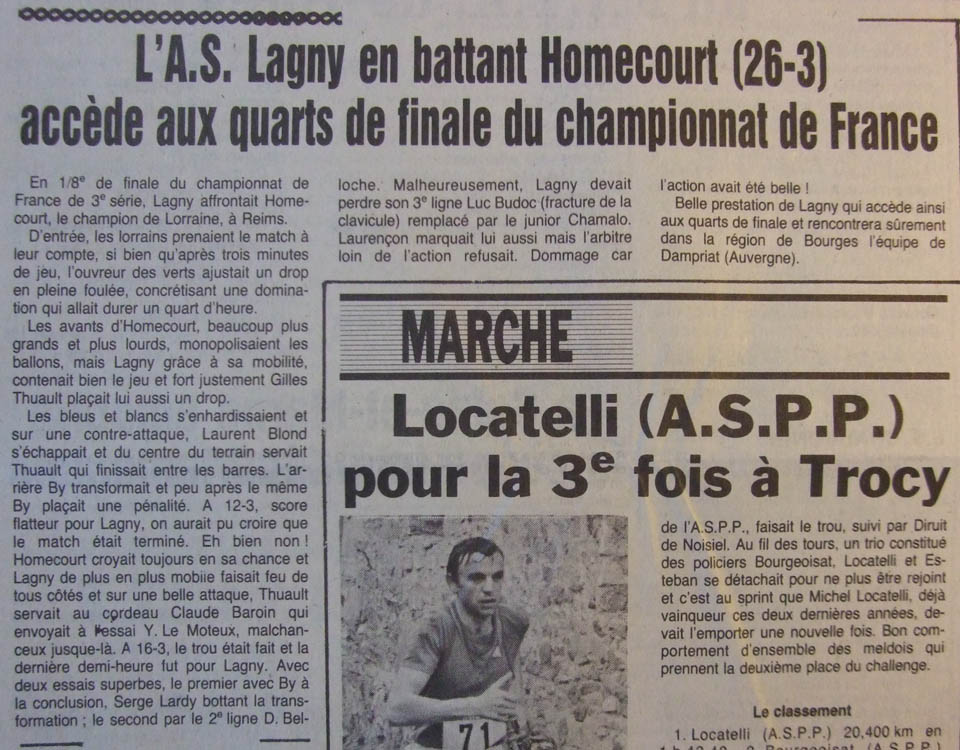 L'A.S. Lagny en battant Homecourt (26-3)
accède aux quarts de finale du championnat de France
En 1/8e de finale du championnat de
France de 3e série, Lagny affrontait Home-
court, le champion de Lorraine, à Reims.
D'entrée, les lorrains prenaient le match à
leur compte, si bien qu'après trois minutes
de jeu, l'ouvreur des verts ajustait un drop
en pleine foulée, concrétisant une domina-
tion qui allait durer un quart d'heure.
Les avants d'Homecourt, beaucoup plus
grands et plus lourds, monopolisaient les
ballons, mais Lagny grâce à sa mobilité,
contenait bien le jeu et fort justement Gilles
Thuault plaçait lui aussi un drop.
Les bleus et blancs s'enhardissaient et
sur une contre-attaque, Laurent Blond
s'échappait et du centre du terrain servait
Thuault qui finissait entre les barres. L'ar-
rière By transformait et peu après le même
By plaçait une pénalité. A 12-3, score
flatteur pour Lagny, on aurait pu croire que
le match était terminé. Eh bien non !
Homecourt croyait toujours en sa chance et
Lagny de plus en plus mobile faisait feu de
tous côtés et sur une belle attaque, Thuault
servait au cordeau Claude Baroin qui
envoyait à l'essai Y. Le Moteux, malchan-
ceux jusque-là. A 16-3, le trou était fait et la
dernière demi-heure fut pour Lagny. Avec
deux essais superbes, le premier avec By à
la conclusion, Serge Lardy bottant la trans-
formation ; le second par le 2e ligne D. Bel-
loche. Malheureusement, Lagny devait
perdre son 3e ligne Luc Budoc (fracture de la
clavicule) remplacé par le junior Chamalo.
Laurençon marquait lui aussi mais l'arbitre
loin de l'action refusait. Dommage car
l'action avait été belle !
Belle prestation de Lagny qui accède ainsi
aux quarts de finale et rencontrera sûrement
dans la région de Bourges l'équipe de
Dampriat (Auvergne).
MARCHE
Locatelli (A.S.P.P.)
pour la 3e fois à Trocy
71
de l'A.S.P.P., faisait le trou, suivi par Diruit
de Noisiel. Au fil des tours, un trio constitué
des policiers Bourgeoisat, Locatelli et Es-
teban se détachait pour ne plus être rejoint
et c'est au sprint que Michel Locatelli, déjà
vainqueur ces deux dernières années, de-
vait l'emporter une nouvelle fois. Bon com-
portement d'ensemble des meldois qui
prennent la deuxième place du challenge.
Le classement
1. Locatelli (A.S.P.P.) 20,400 km en